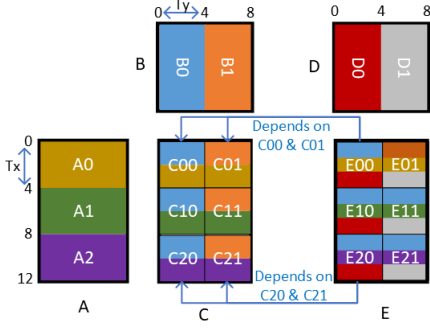 Ty
0 4 8
0 4 8
B
B0
B1
D
D0
D1
Depends on
C00 & C01
0
Tx
4
8
12
A0
A1
A2
C00 C01
C10 C11
C20 C21
E00 E01
E10 E11
E20 E21
Depends on
C20 & C21
A
C
E